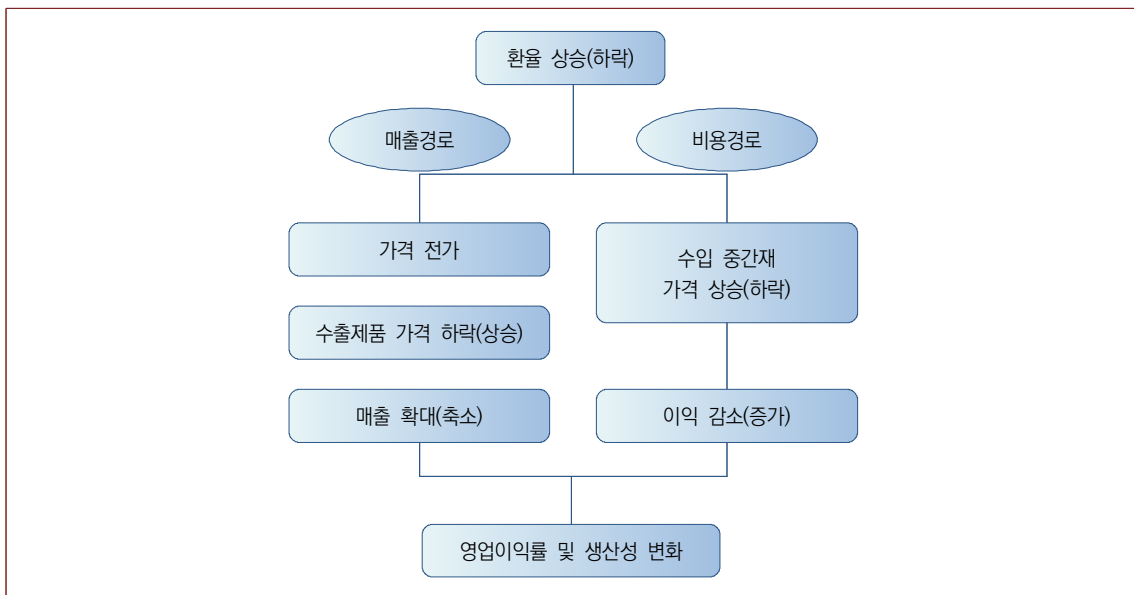 환율 상승(하락)
매출경로
비용경로
가격 전가
수출제품 가격 하락(상승)
매출 확대(축소)
수입 중간재
가격 상승(하락)
이익 감소(증가)
영업이익률 및 생산성 변화